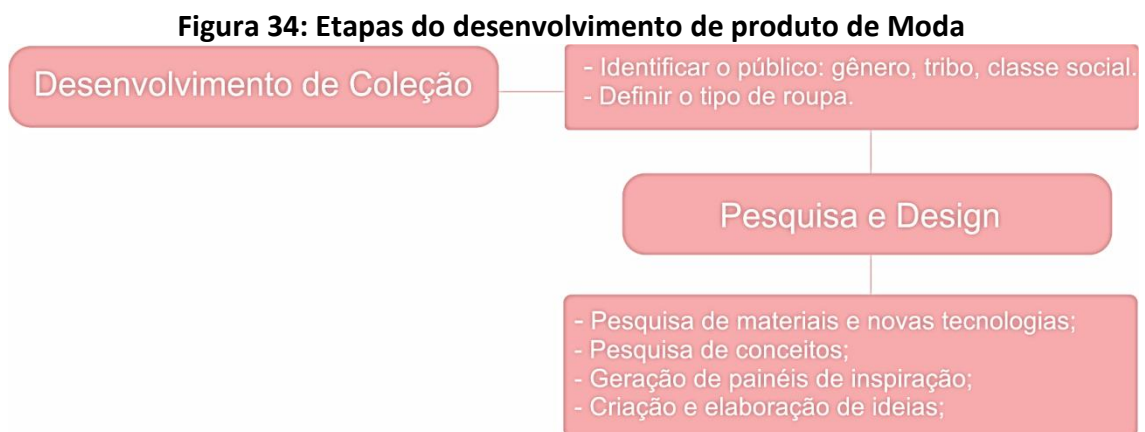 Figura 34: Etapas do desenvolvimento de produto de Moda
Desenvolvimento de Coleção
- Identificar o público: gênero, tribo, classe social.
- Definir o tipo de roupa.
Pesquisa e Design
- Pesquisa de materiais e novas tecnologias;
- Pesquisa de conceitos;
- Geração de painéis de inspiração;
- Criação e elaboração de ideias;